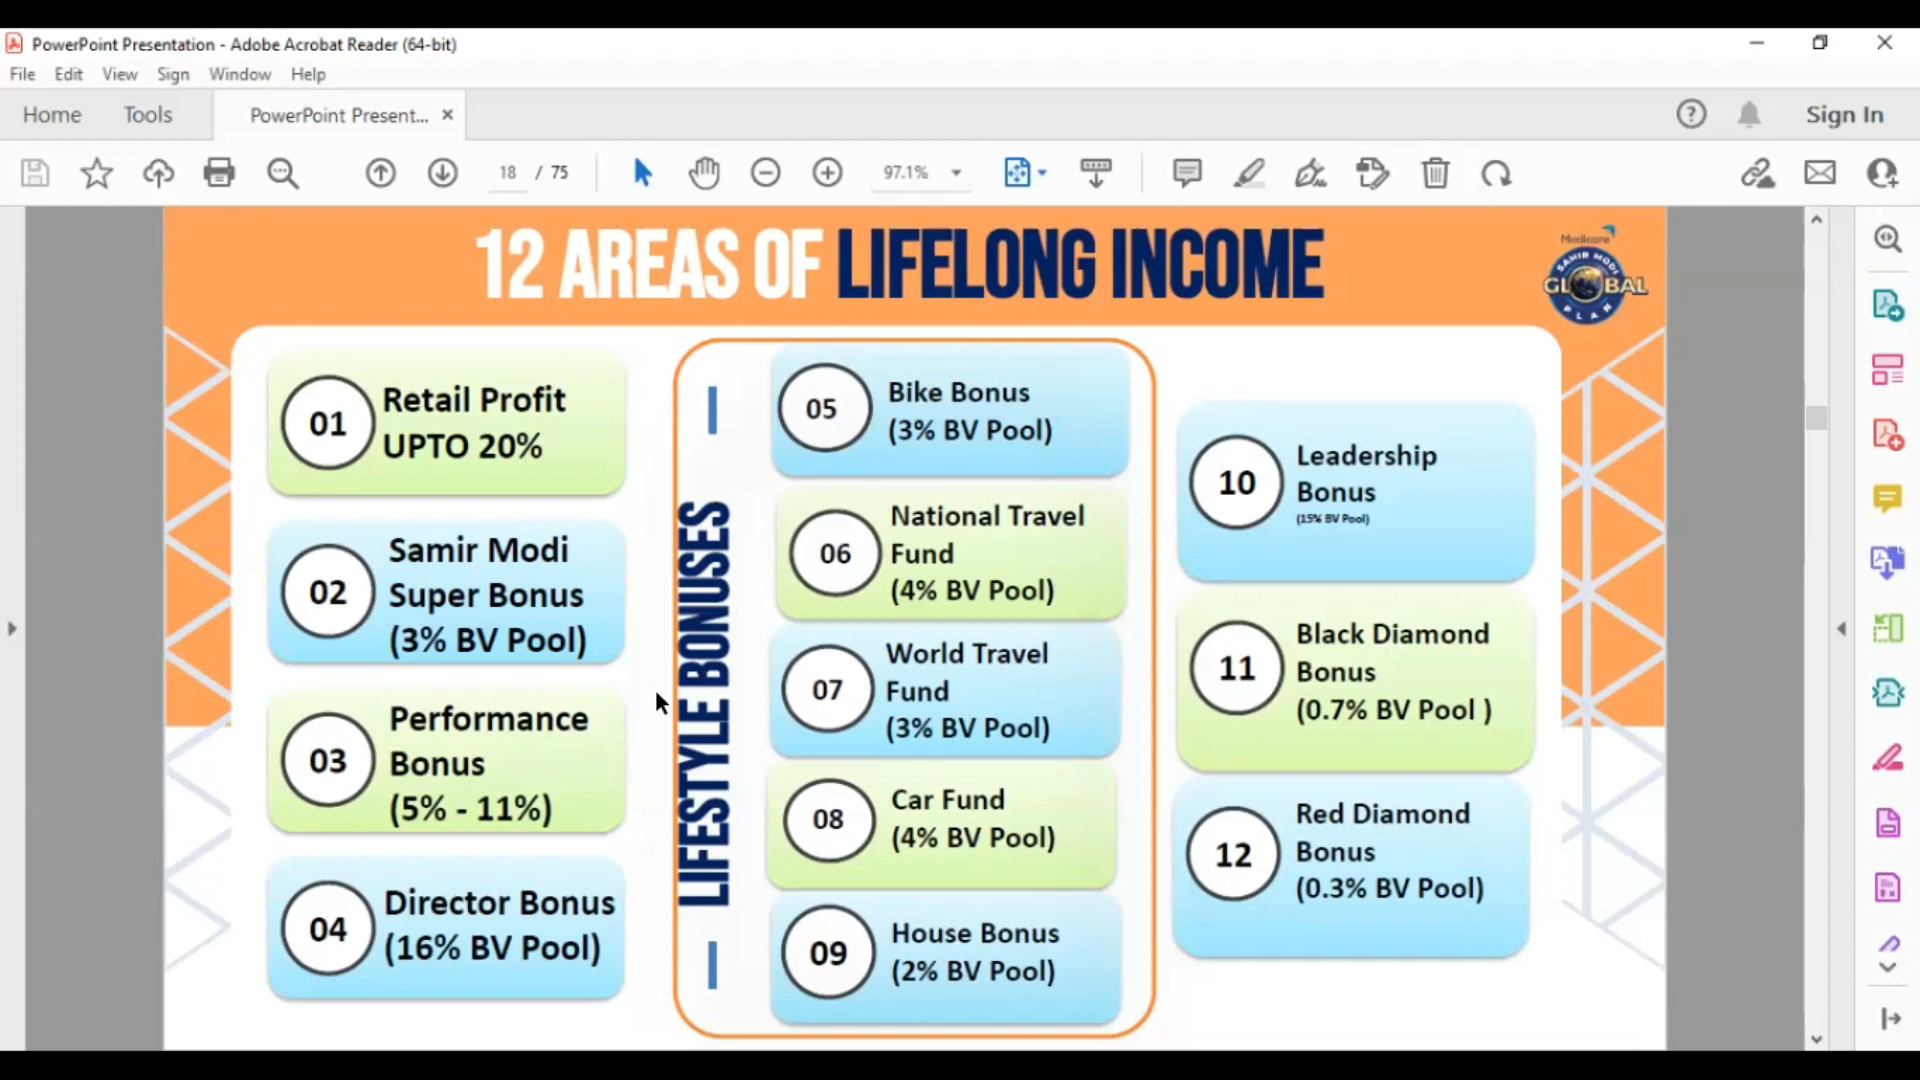 PowerPoint Presentation - Adobe Acrobat Reader (64-bit)
File Edit View Sign Window Help
Home Tools PowerPoint Present... × Sign In
18 / 75 97.1%
12 AREAS OF LIFELONG INCOME
Medicare
SAMIR MODI
GLOBAL
PLAN
01
Retail Profit
UPTO 20%
02
Samir Modi
Super Bonus
(3% BV Pool)
03
Performance
Bonus
(5% - 11%)
04
Director Bonus
(16% BV Pool)
LIFESTYLE BONUSES
05
Bike Bonus
(3% BV Pool)
06
National Travel
Fund
(4% BV Pool)
07
World Travel
Fund
(3% BV Pool)
08
Car Fund
(4% BV Pool)
09
House Bonus
(2% BV Pool)
10
Leadership
Bonus
(15% BV Pool)
11
Black Diamond
Bonus
(0.7% BV Pool )
12
Red Diamond
Bonus
(0.3% BV Pool)